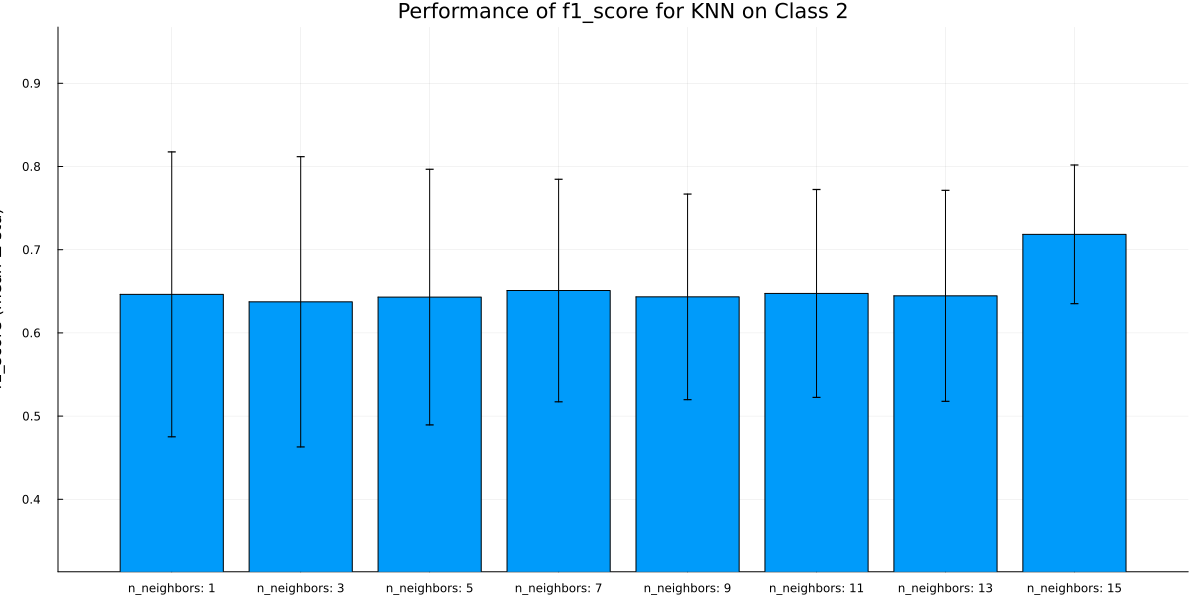 Performance of f1_score for KNN on Class 2
0.9
0.8
0.7
0.6
0.5
0.4
n_neighbors: 1
n_neighbors: 3
n_neighbors: 5
n_neighbors: 7
n_neighbors: 9
n_neighbors: 11
n_neighbors: 13
n_neighbors: 15